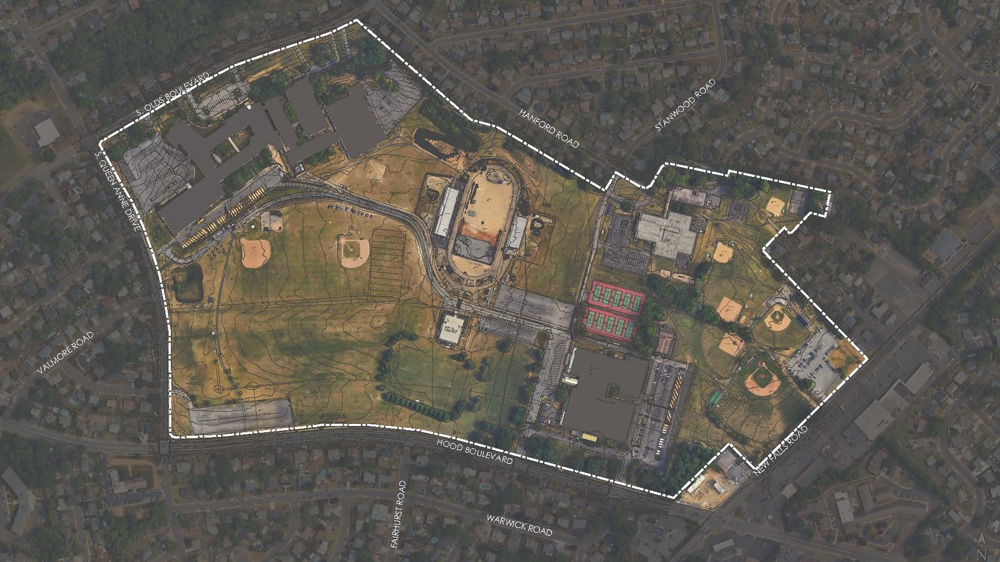 S. OLDS BOULEVARD
HANFORD ROAD
STANWOOD ROAD
S. QUEEN ANNE DRIVE
VALMORE ROAD
HOOD BOULEVARD
NEW FALLS ROAD
FAIRHURST ROAD
WARWICK ROAD
N